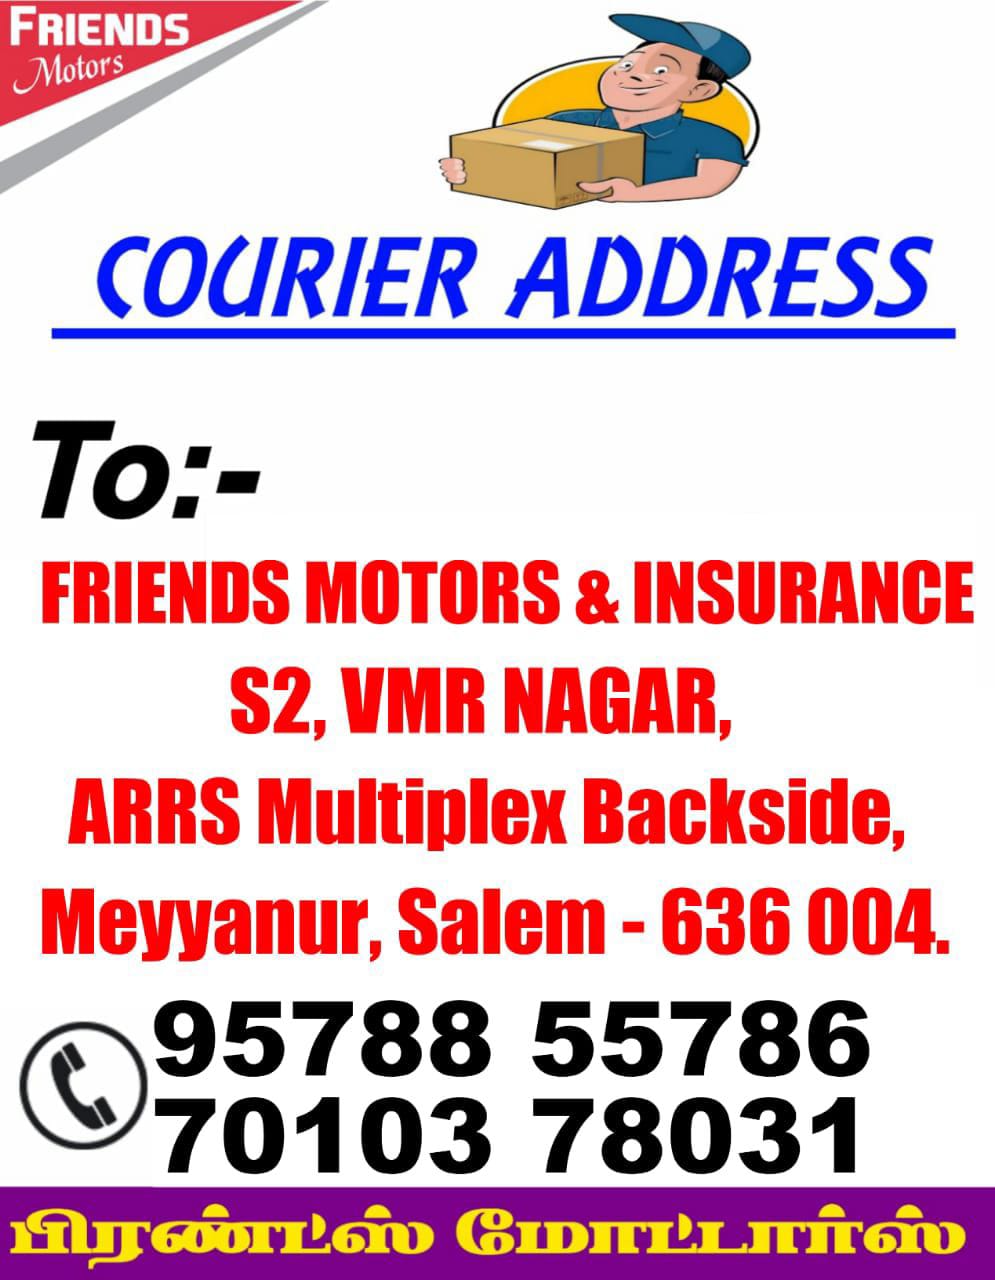 FRIENDS
Motors
COURIER ADDRESS
To:-
FRIENDS MOTORS & INSURANCE
S2, VMR NAGAR,
ARRS Multiplex Backside,
Meyyanur, Salem - 636 004.
95788 55786
70103 78031
பிரண்ட்ஸ் மோட்டார்ஸ்